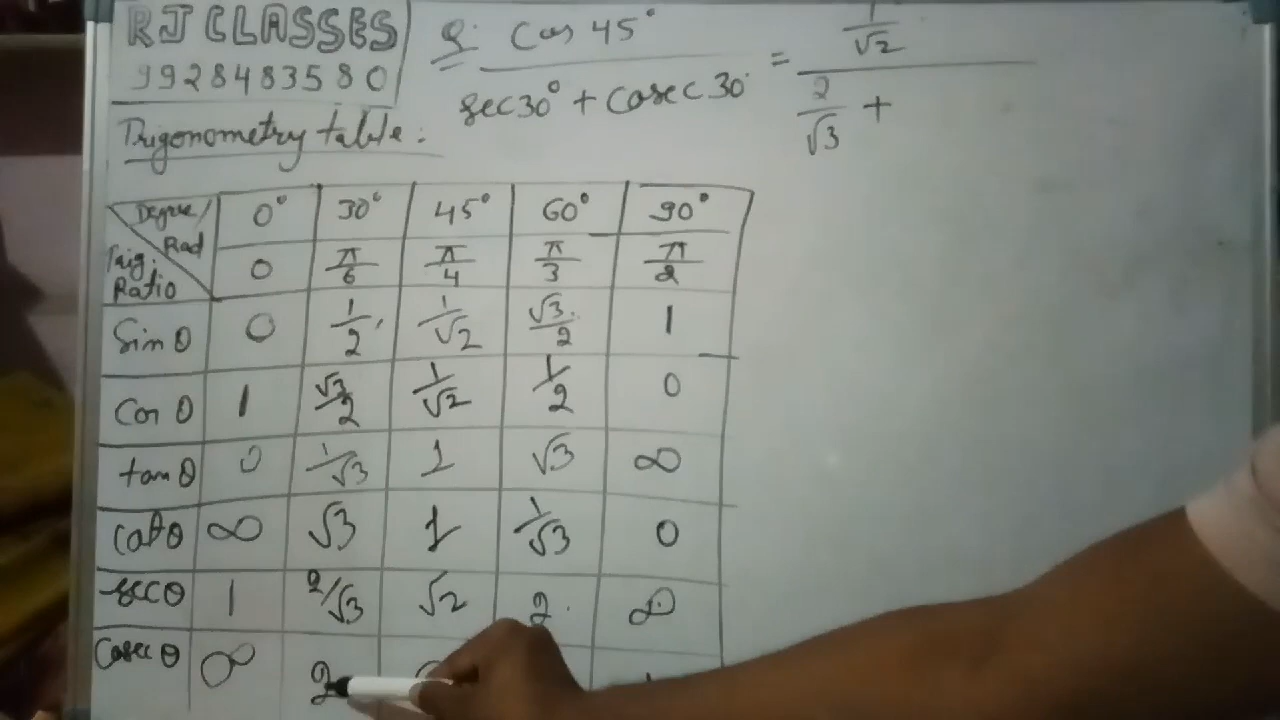 RJ CLASSES
9928483580
Trigonometry table:
Q. Cos 45° / sec30° + Cosec 30° = 1/√2 / 2/√3 +
Degree/Rad Trig. Ratio 0° 30° 45° 60° 90°
0 π/6 π/4 π/3 π/2
Sin θ 0 1/2 1/√2 √3/2 1
Cos θ 1 √3/2 1/√2 1/2 0
tan θ 0 1/√3 1 √3 ∞
Cot θ ∞ √3 1 1/√3 0
sec θ 1 2/√3 √2 2 ∞
Cosec θ ∞ 2